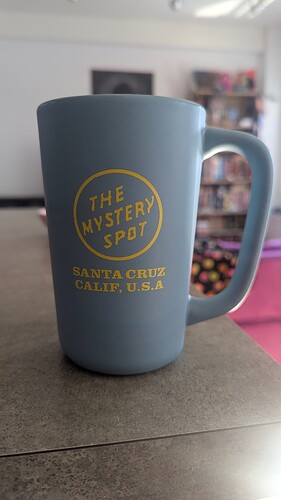 THE
MYSTERY
SPOT
SANTA CRUZ
CALIF, U.S.A